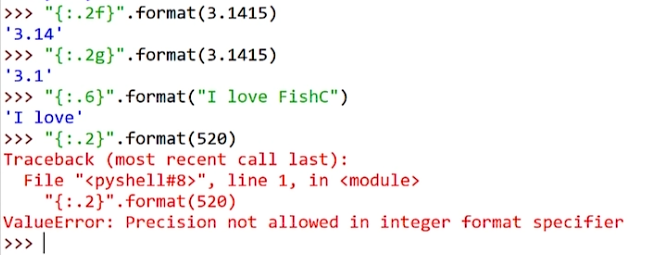 >>> "{:.2f}".format(3.1415)
'3.14'
>>> "{:.2g}".format(3.1415)
'3.1'
>>> "{:.6}".format("I love FishC")
'I love'
>>> "{:.2}".format(520)
Traceback (most recent call last):
  File "<pyshell#8>", line 1, in <module>
    "{:.2}".format(520)
ValueError: Precision not allowed in integer format specifier
>>>